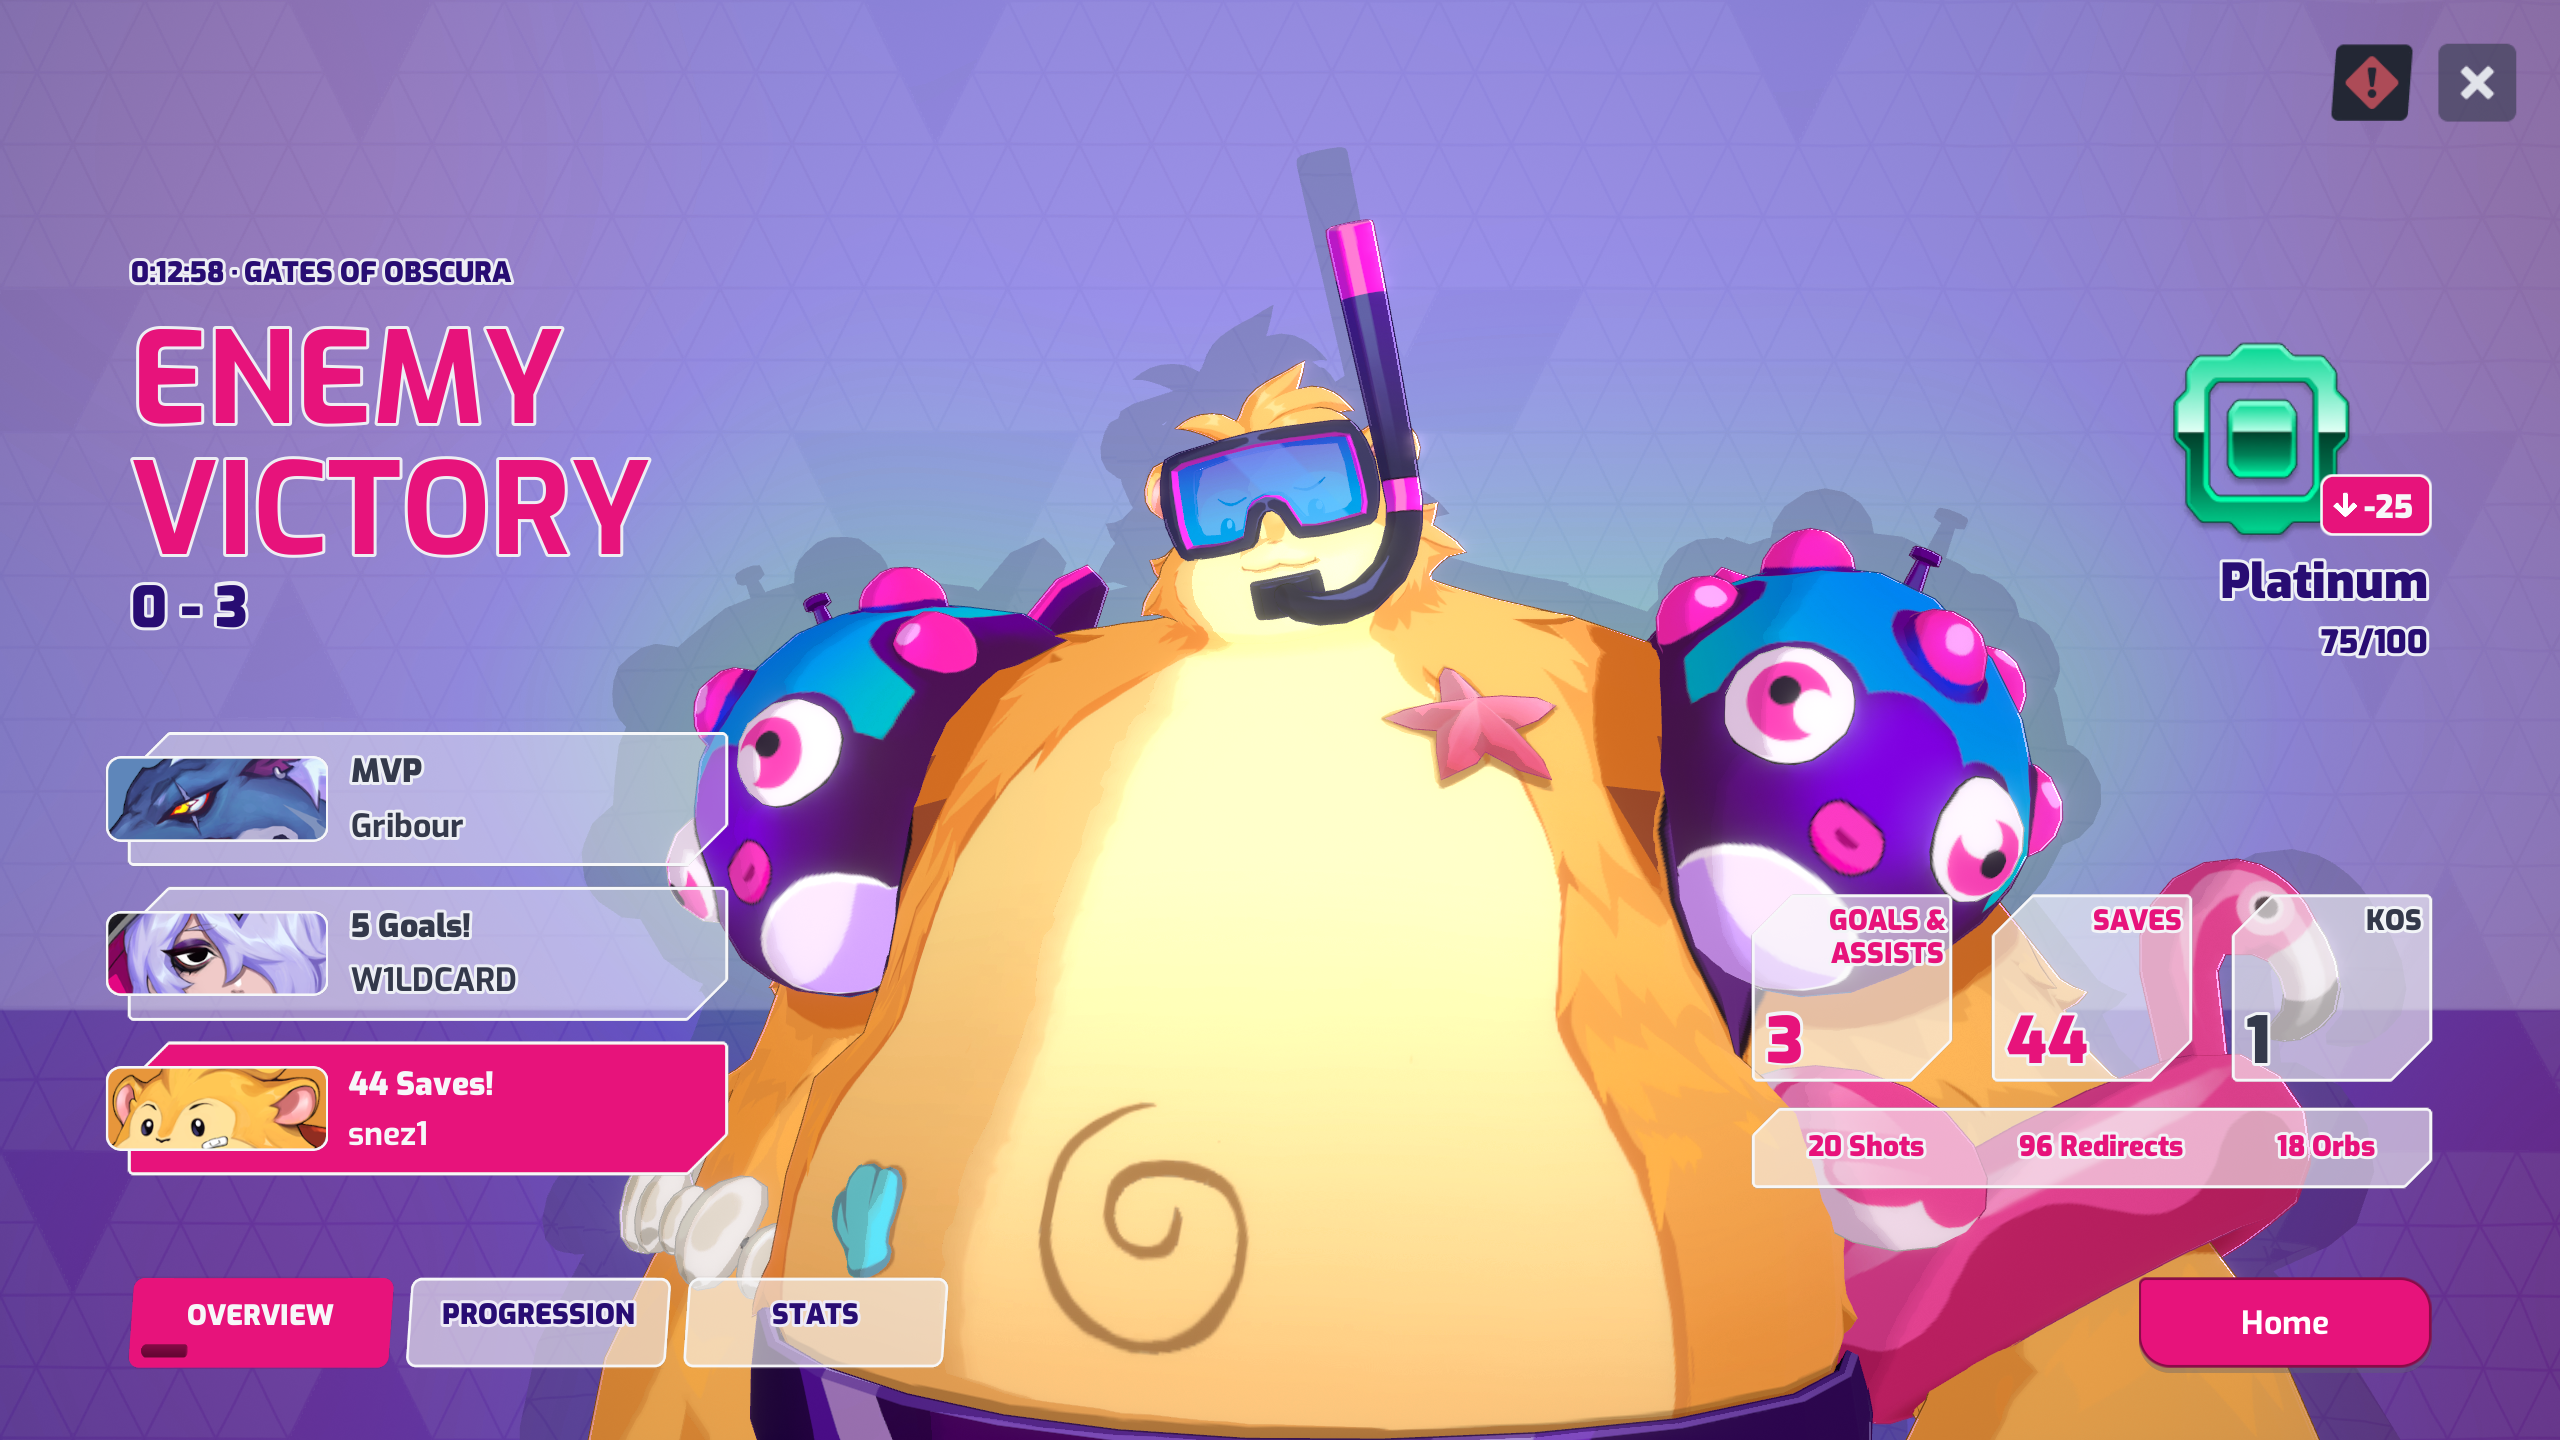 0:12:58 · GATES OF OBSCURA
ENEMY
VICTORY
0 - 3
MVP
Gribour
5 Goals!
W1LDCARD
44 Saves!
snez1
-25
Platinum
75/100
GOALS &
ASSISTS
3
SAVES
44
KOS
1
20 Shots
96 Redirects
18 Orbs
OVERVIEW
PROGRESSION
STATS
Home